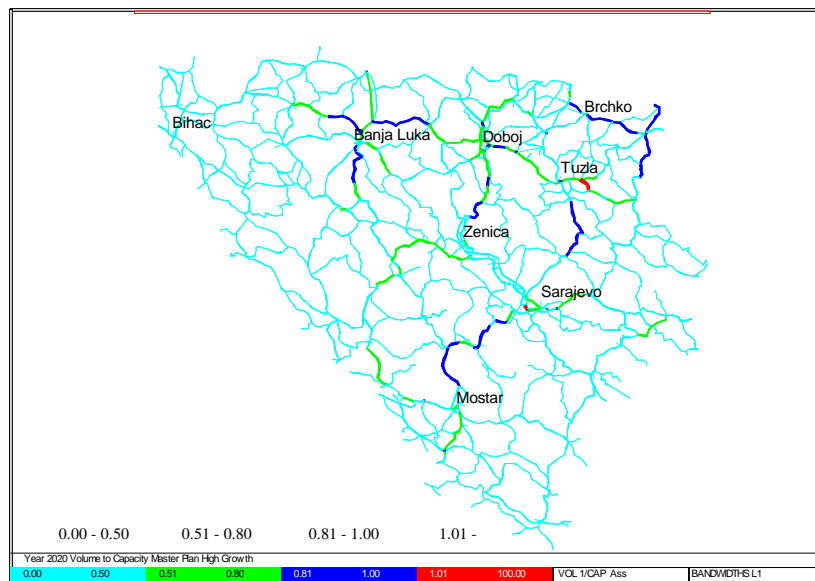 Brchko
Bihac
Banja Luka
Doboj
Tuzla
Zenica
Sarajevo
Mostar
0.00 - 0.50 0.51 - 0.80 0.81 - 1.00 1.01 -
Year 2020 Volume to Capacity Master Plan High Growth
0.00 0.50 0.51 0.80 0.81 1.00 1.01 100.00 VOL 1/CAP Ass BANDWIDTHS L1